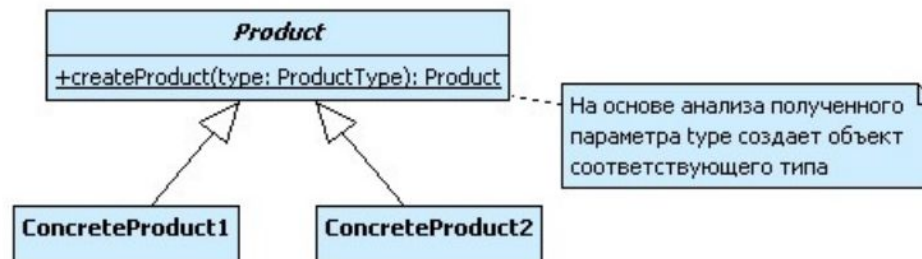 Product
+createProduct(type: ProductType): Product
На основе анализа полученного
параметра type создает объект
соответствующего типа
ConcreteProduct1
ConcreteProduct2